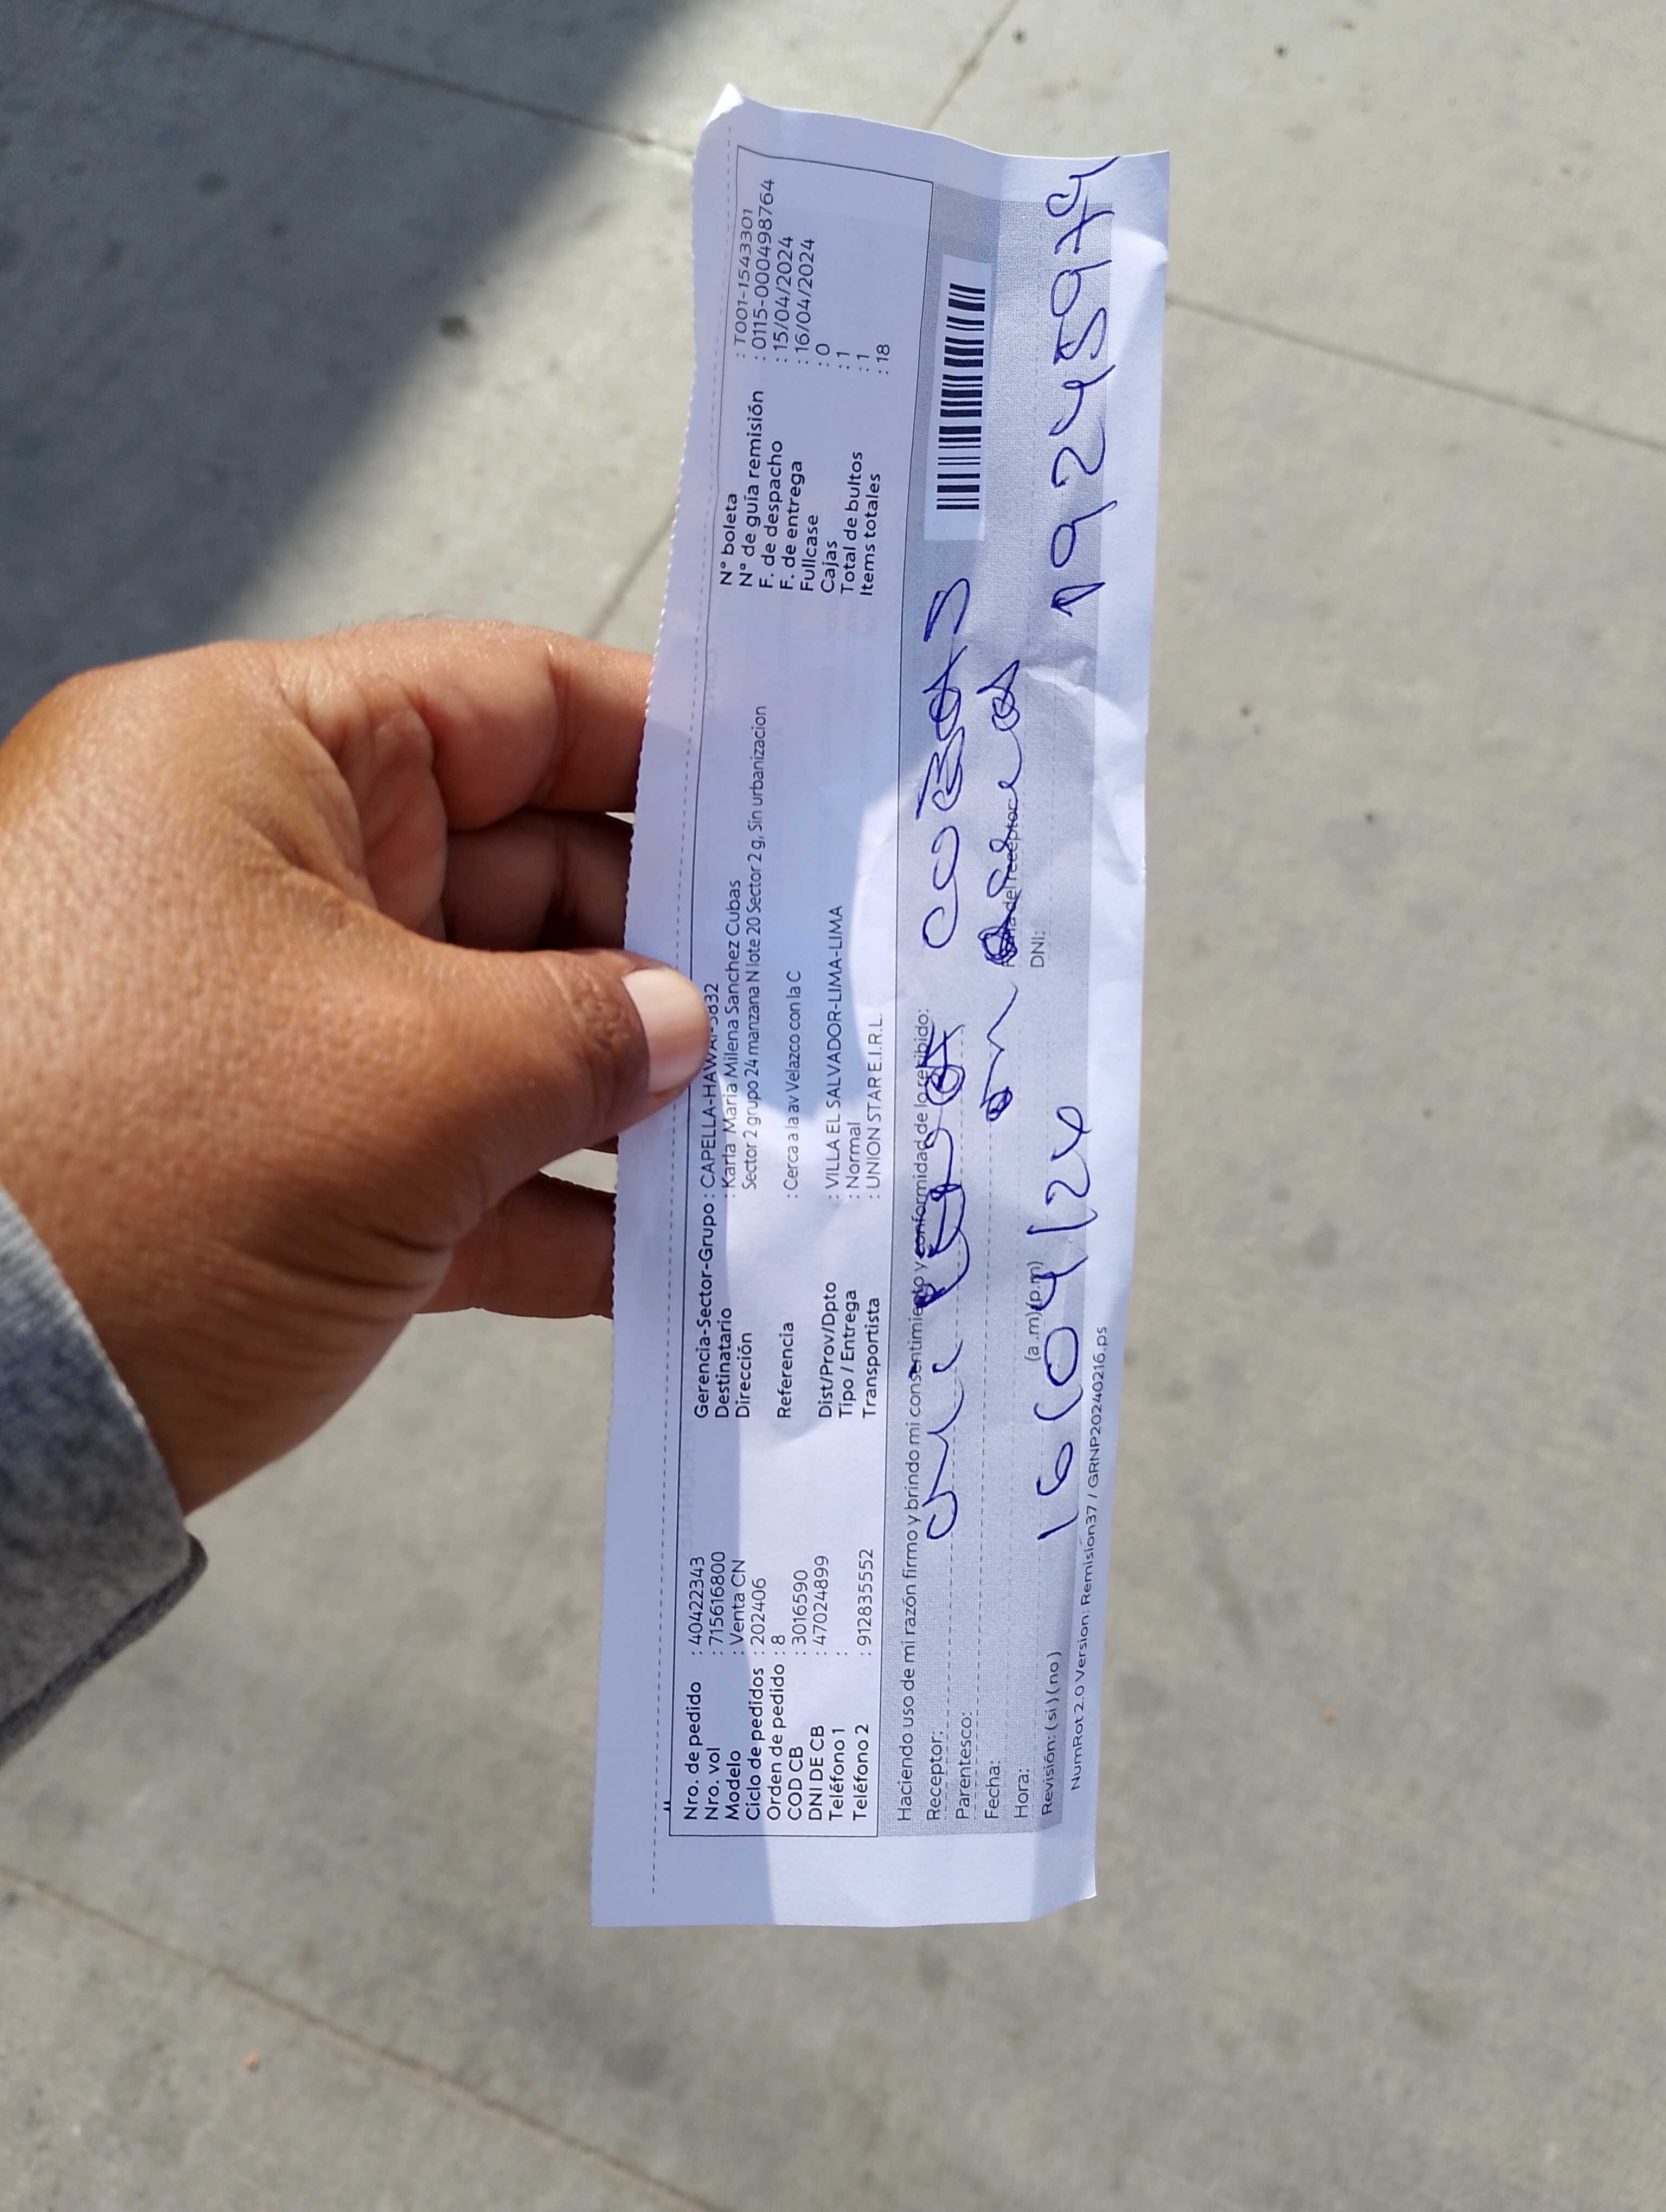 Nro. de pedido : 40422343
Nro. vol : 715616800
Modelo : Venta CN
Ciclo de pedidos : 202406
Orden de pedido : 8
COD CB : 3016590
DNI DE CB : 47024899
Teléfono 1 :
Teléfono 2 : 912835552
Gerencia-Sector-Grupo : CAPELLA-HAWAI-3832
Destinatario : Karla Maria Milena Sanchez Cubas
Dirección Sector 2 grupo 24 manzana N lote 20 Sector 2 g, Sin urbanizacion
Referencia : Cerca a la av Velazco con la C
Dist/Prov/Dpto : VILLA EL SALVADOR-LIMA-LIMA
Tipo / Entrega : Normal
Transportista : UNION STAR E.I.R.L.
N° boleta : T001-1543301
N° de guía remisión : 0115-0000498764
F. de despacho : 15/04/2024
F. de entrega : 16/04/2024
Fullcase : 0
Cajas : 1
Total de bultos : 1
Items totales : 18
Haciendo uso de mi razón firmo y brindo mi consentimiento y conformidad de lo recibido:
Receptor:
Parentesco:
Fecha:
Hora: (a .m) (p.m)
Revisión: (si) (no)
del receptor
DNI:
16/04/24
19245974
NumRot 2.0 Version: Remision37 / GRNP20240216.ps